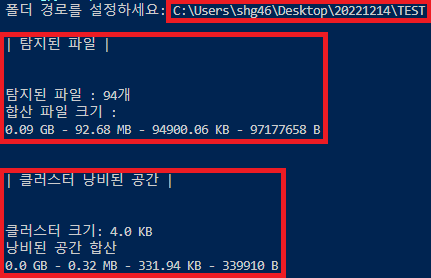 폴더 경로를 설정하세요: C:\Users\shg46\Desktop\20221214\TEST
| 탐지된 파일 |
탐지된 파일 : 94개
합산 파일 크기 :
0.09 GB - 92.68 MB - 94900.06 KB - 97177658 B
| 클러스터 낭비된 공간 |
클러스터 크기: 4.0 KB
낭비된 공간 합산
0.0 GB - 0.32 MB - 331.94 KB - 339910 B